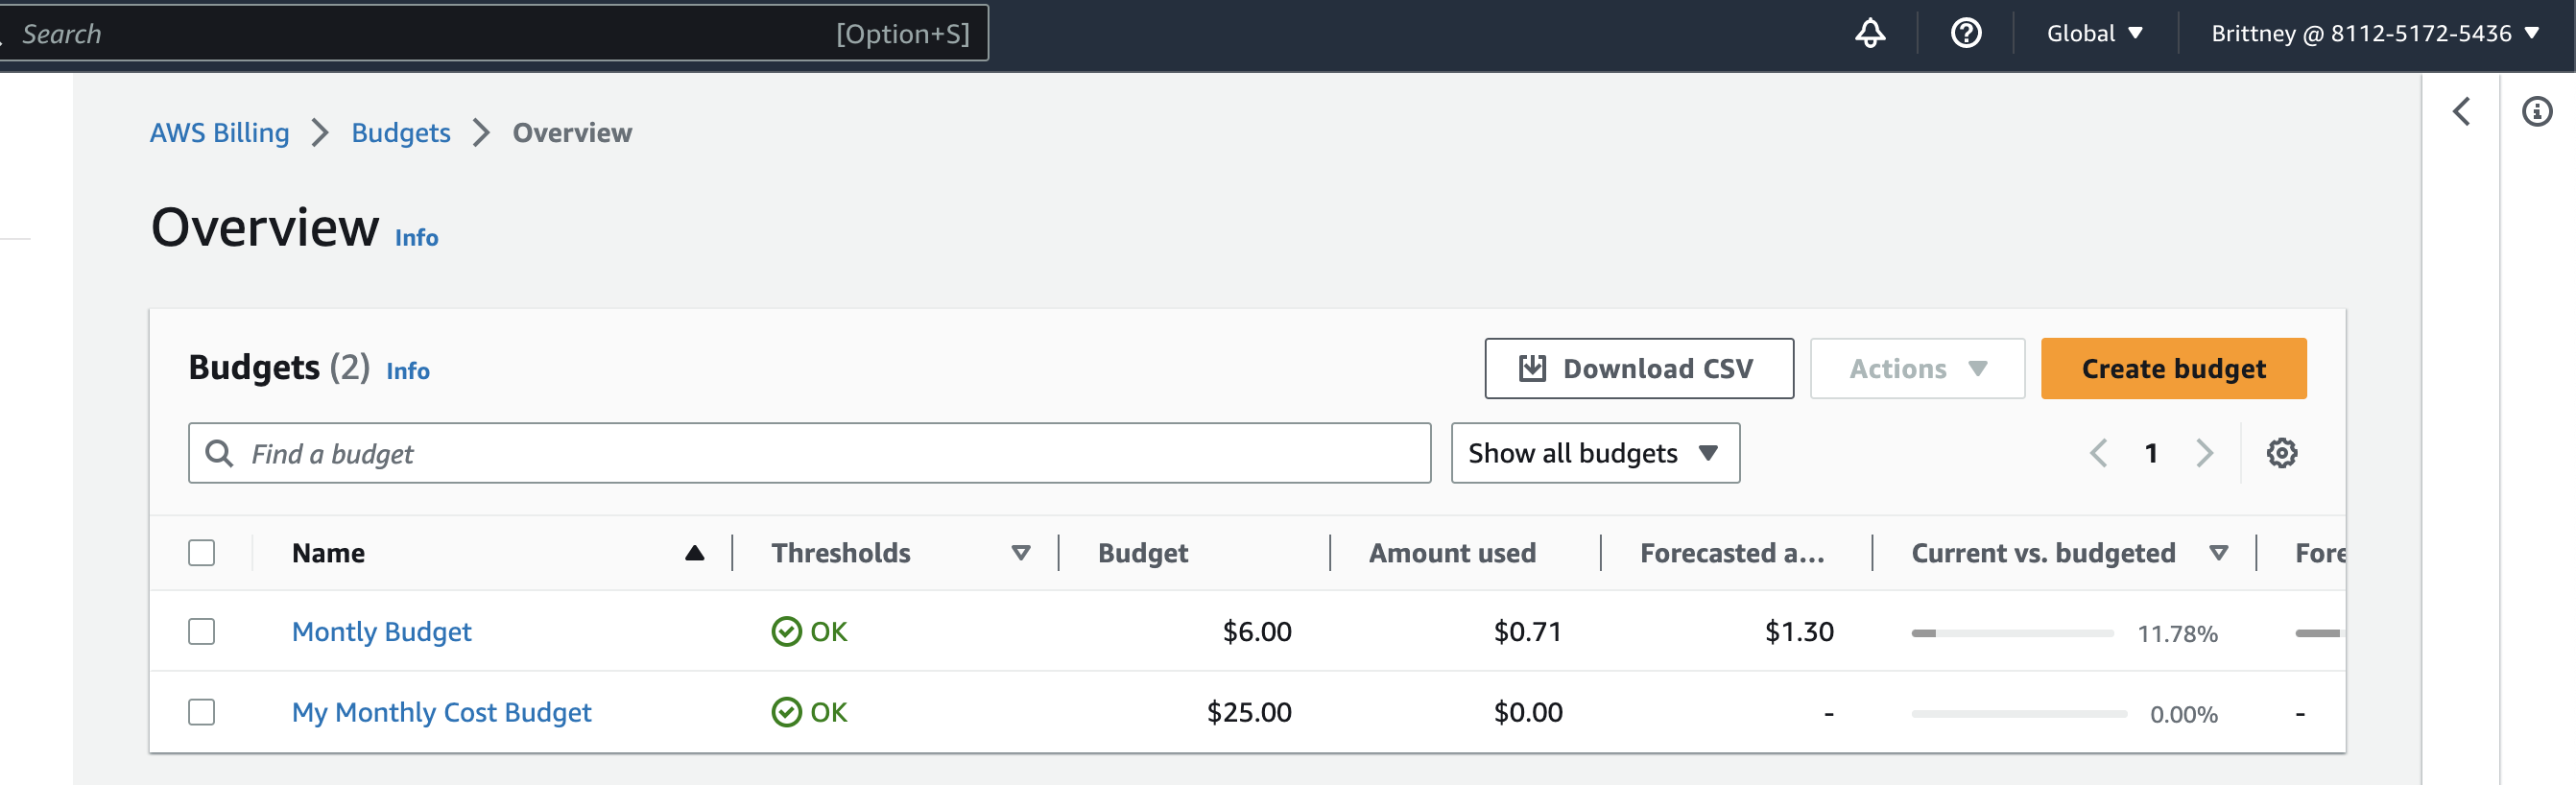 Search [Option+S] Global Brittney @ 8112-5172-5436
AWS Billing Budgets Overview
Overview Info
Budgets (2) Info Download CSV Actions Create budget
Find a budget Show all budgets 1
Name Thresholds Budget Amount used Forecasted a... Current vs. budgeted Fore
Montly Budget OK $6.00 $0.71 $1.30 11.78%
My Monthly Cost Budget OK $25.00 $0.00 - 0.00% -